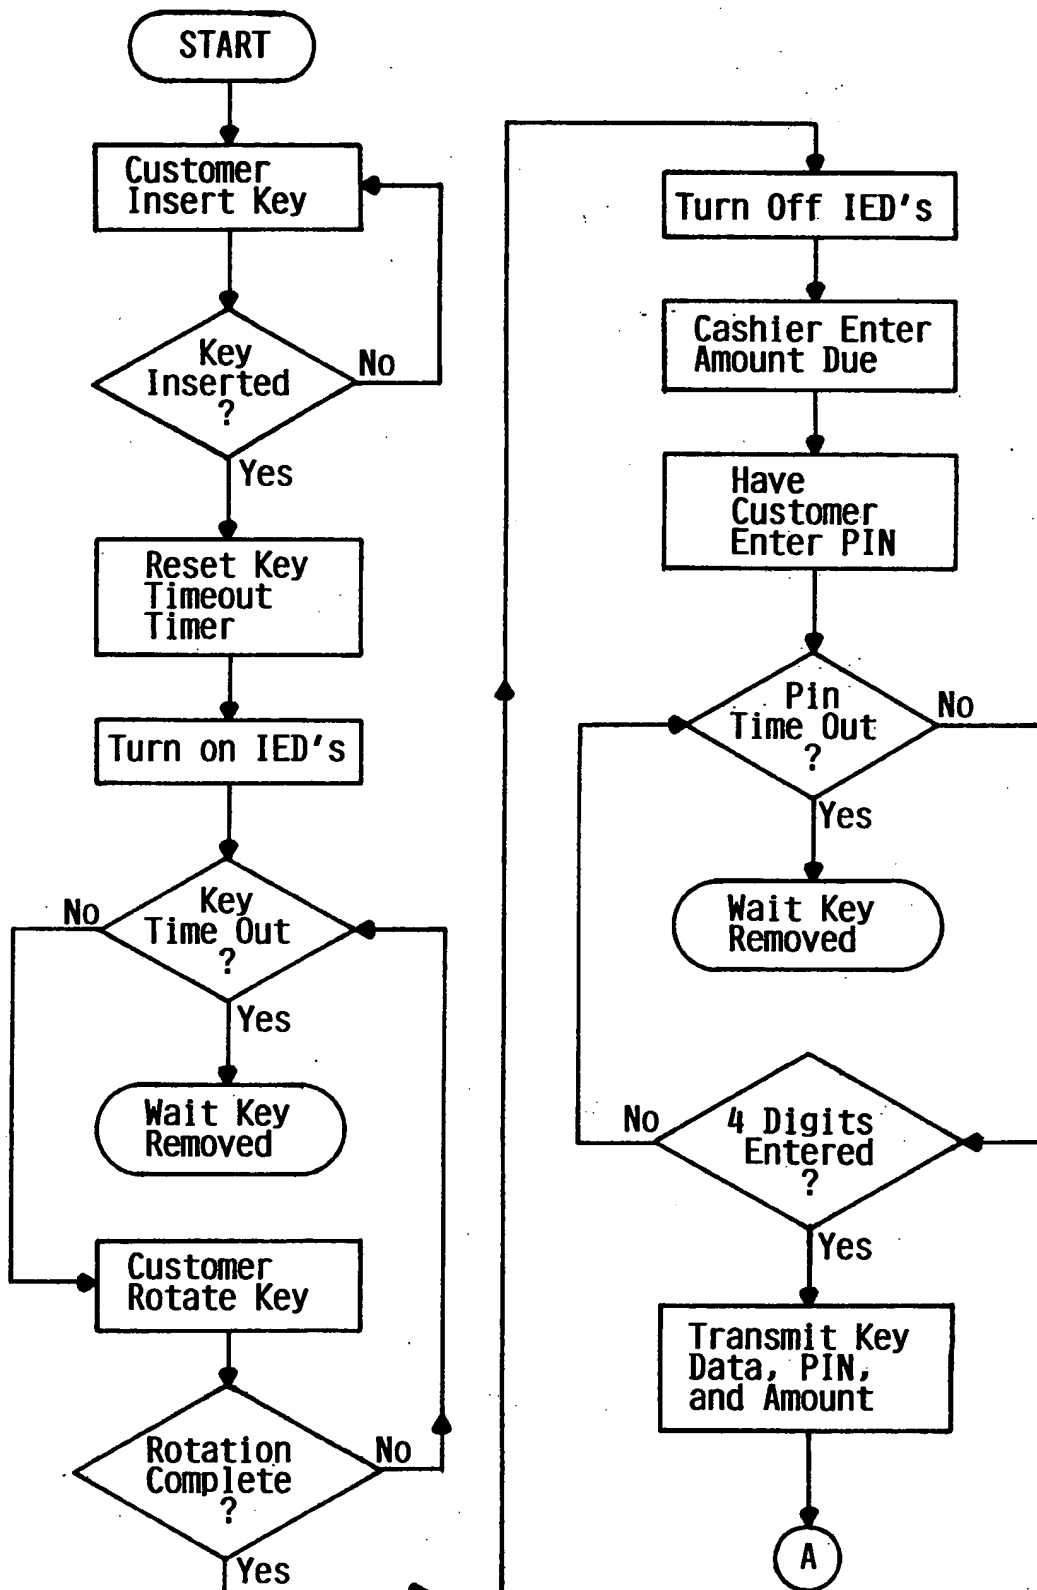 START
Customer
Insert Key
Key
Inserted
?
No
Yes
Reset Key
Timeout
Timer
Turn on IED's
Key
Time Out
?
No
Yes
Wait Key
Removed
Customer
Rotate Key
Rotation
Complete
?
No
Yes
Turn Off IED's
Cashier Enter
Amount Due
Have
Customer
Enter PIN
Pin
Time Out
?
No
Yes
Wait Key
Removed
4 Digits
Entered
?
No
Yes
Transmit Key
Data, PIN,
and Amount
A